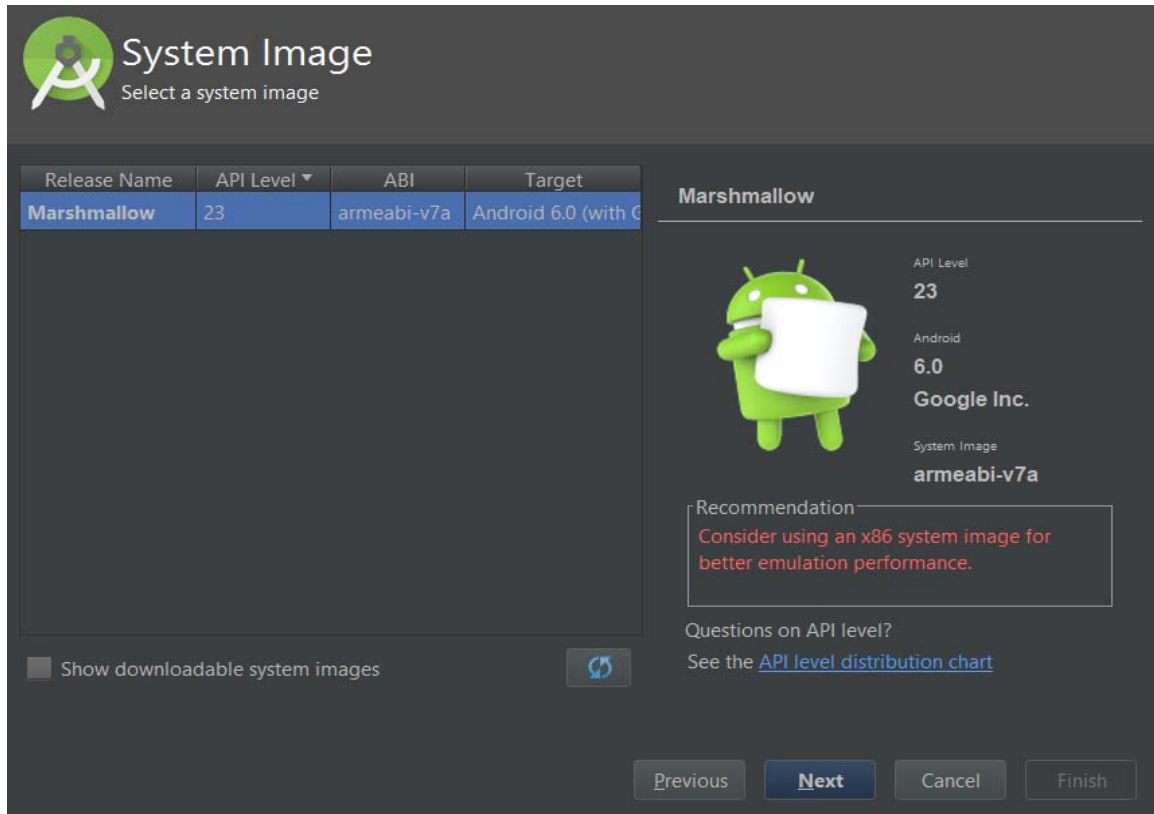 System Image
Select a system image
Release Name API Level ABI Target
Marshmallow 23 armeabi-v7a Android 6.0 (with G
Marshmallow
API Level
23
Android
6.0
Google Inc.
System Image
armeabi-v7a
Recommendation
Consider using an x86 system image for
better emulation performance.
Questions on API level?
See the API level distribution chart
Show downloadable system images
Previous Next Cancel Finish